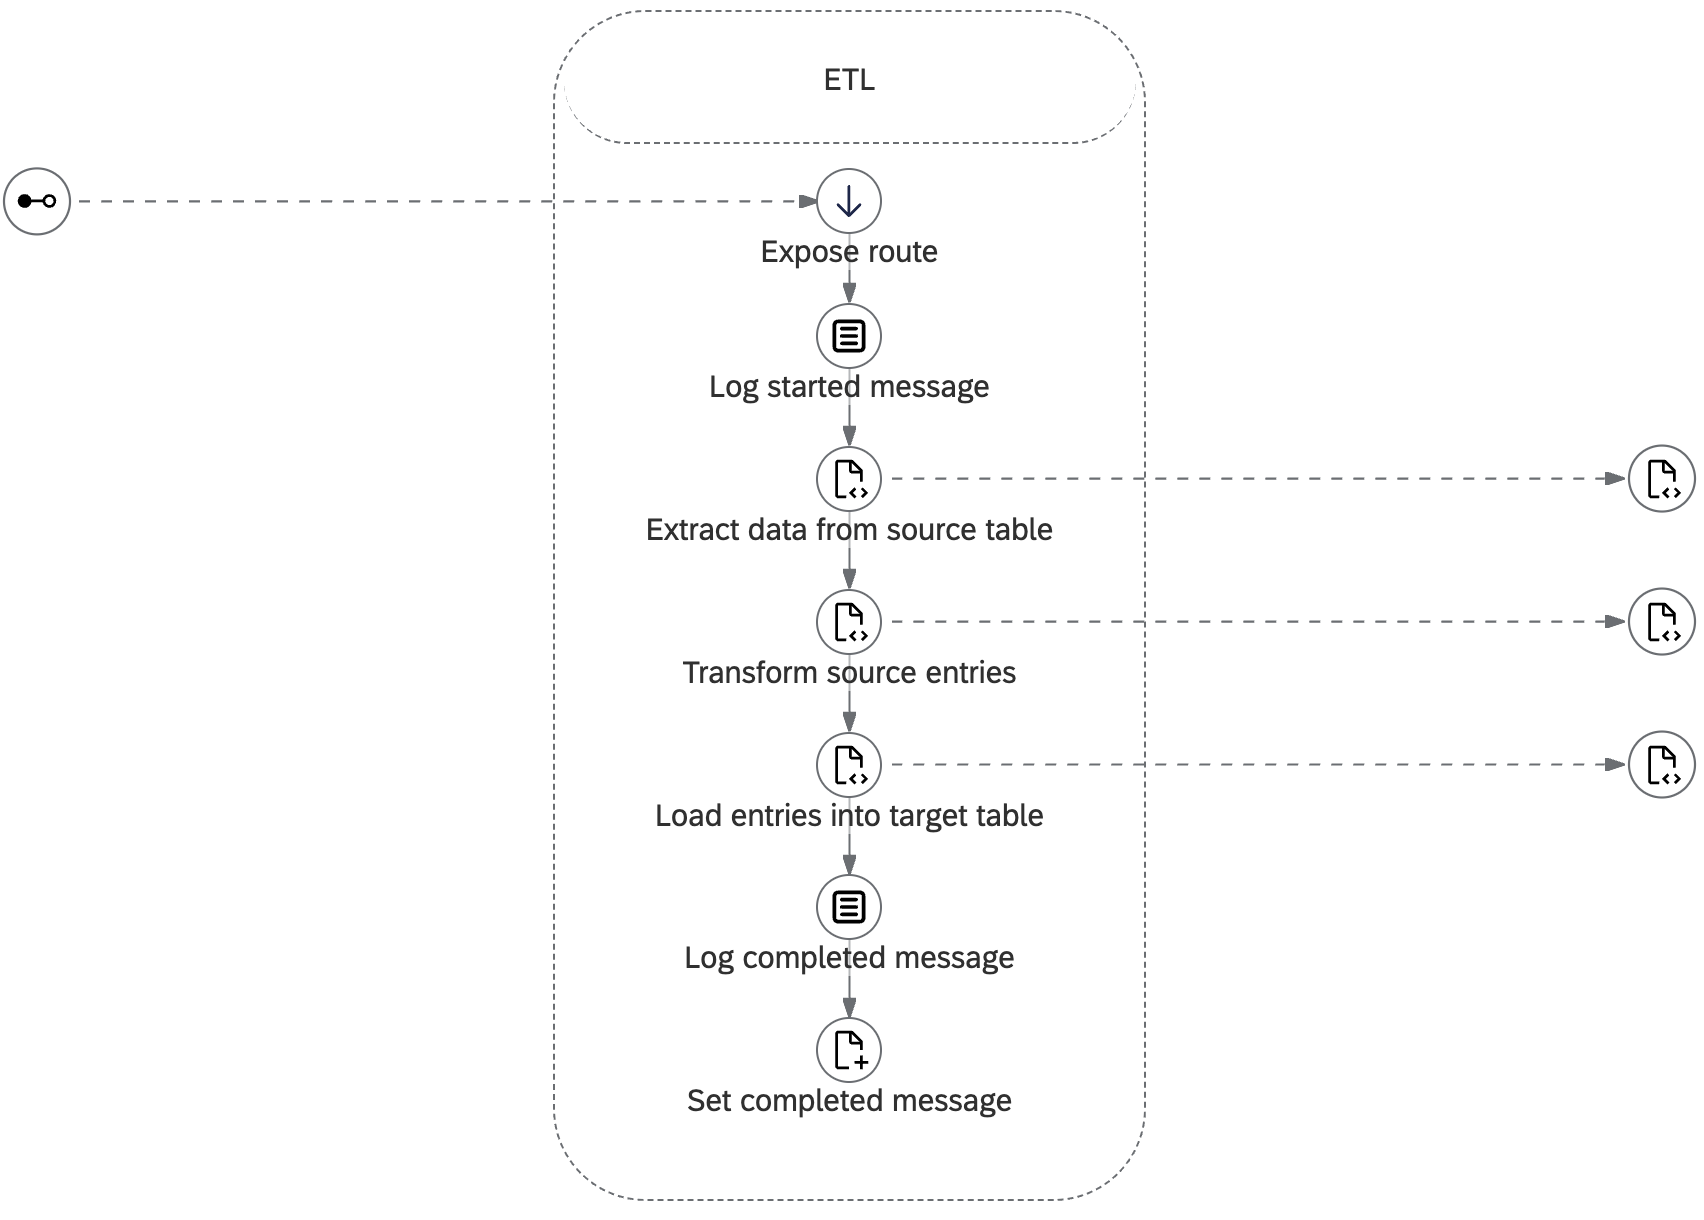 ETL
Expose route
Log started message
Extract data from source table
Transform source entries
Load entries into target table
Log completed message
Set completed message